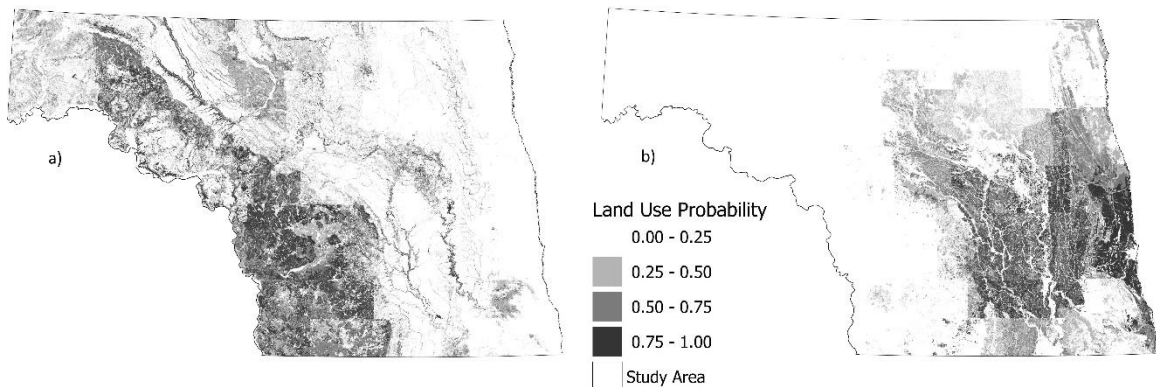 a)
b)
Land Use Probability
0.00 - 0.25
0.25 - 0.50
0.50 - 0.75
0.75 - 1.00
Study Area